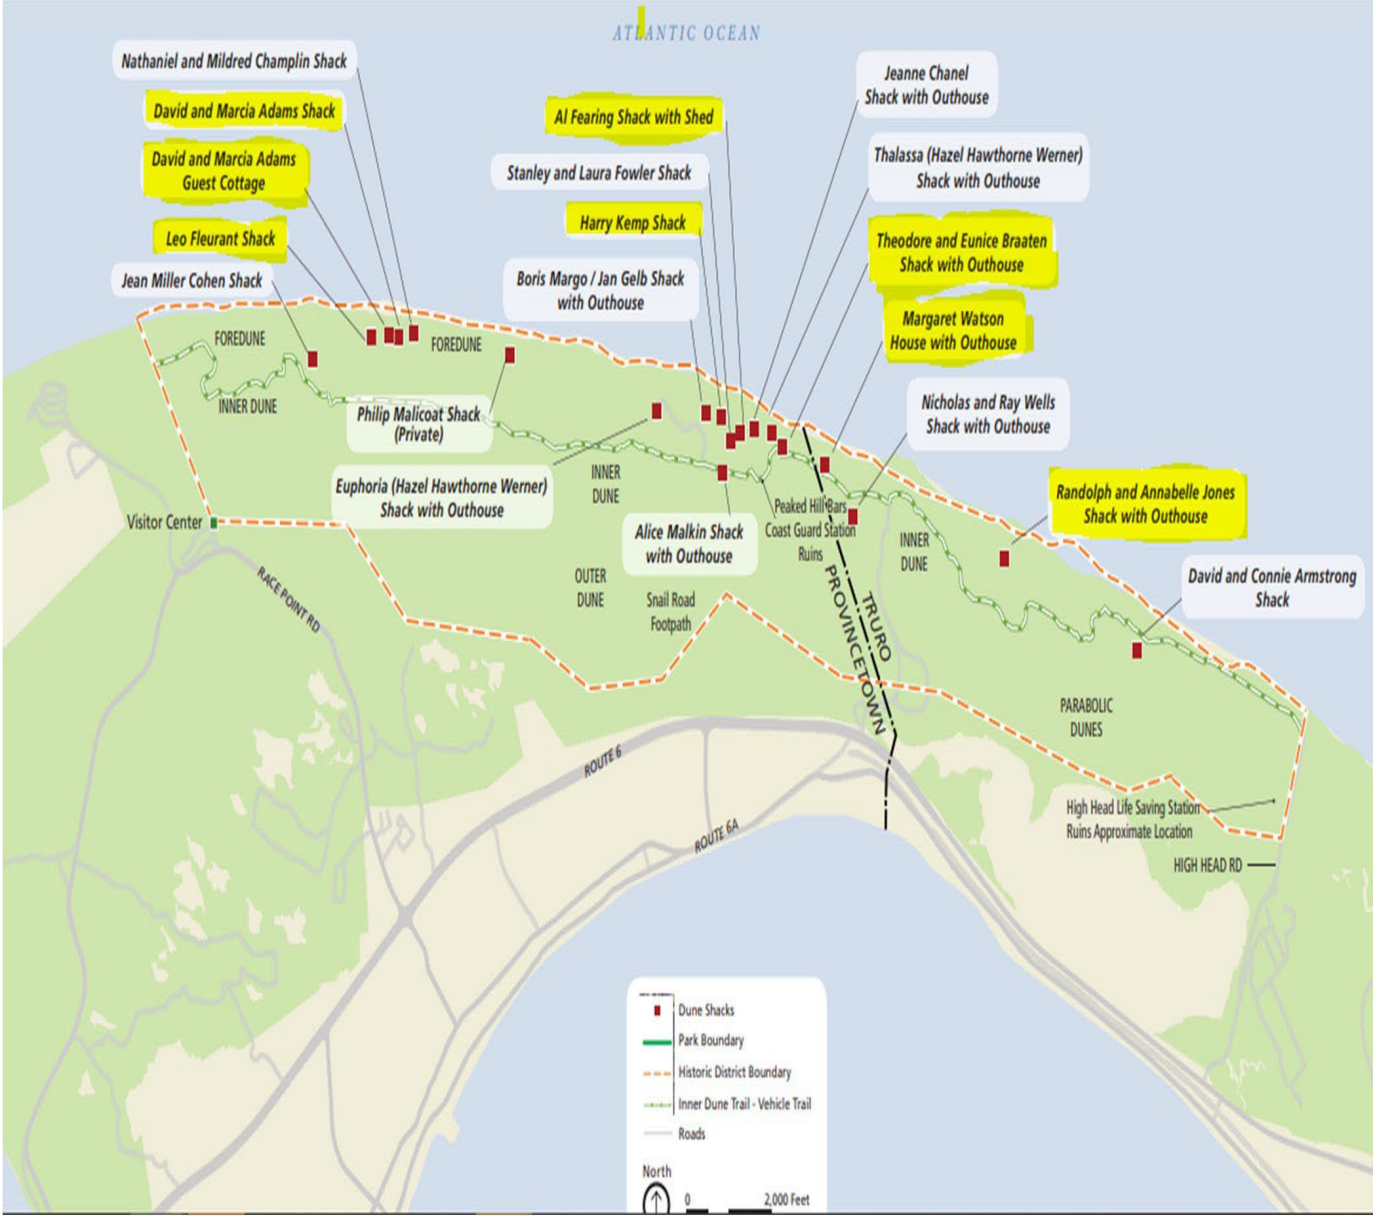 ATLANTIC OCEAN
Nathaniel and Mildred Champlin Shack
David and Marcia Adams Shack
David and Marcia Adams
Guest Cottage
Leo Fleurant Shack
Jean Miller Cohen Shack
Al Fearing Shack with Shed
Stanley and Laura Fowler Shack
Harry Kemp Shack
Boris Margo / Jan Gelb Shack
with Outhouse
Jeanne Chanel
Shack with Outhouse
Thalassa (Hazel Hawthorne Werner)
Shack with Outhouse
Theodore and Eunice Braaten
Shack with Outhouse
Margaret Watson
House with Outhouse
Nicholas and Ray Wells
Shack with Outhouse
Randolph and Annabelle Jones
Shack with Outhouse
David and Connie Armstrong
Shack
FOREDUNE
FOREDUNE
INNER DUNE
Philip Malicoat Shack
(Private)
Euphoria (Hazel Hawthorne Werner)
Shack with Outhouse
INNER
DUNE
Alice Malkin Shack
with Outhouse
Peaked Hill Bars
Coast Guard Station
Ruins
INNER
DUNE
Visitor Center
RACE POINT RD
OUTER
DUNE
Snail Road
Footpath
TRURO
PROVINCETOWN
PARABOLIC
DUNES
ROUTE 6
ROUTE 6A
High Head Life Saving Station
Ruins Approximate Location
HIGH HEAD RD
Dune Shacks
Park Boundary
Historic District Boundary
Inner Dune Trail - Vehicle Trail
Roads
North
0 2,000 Feet